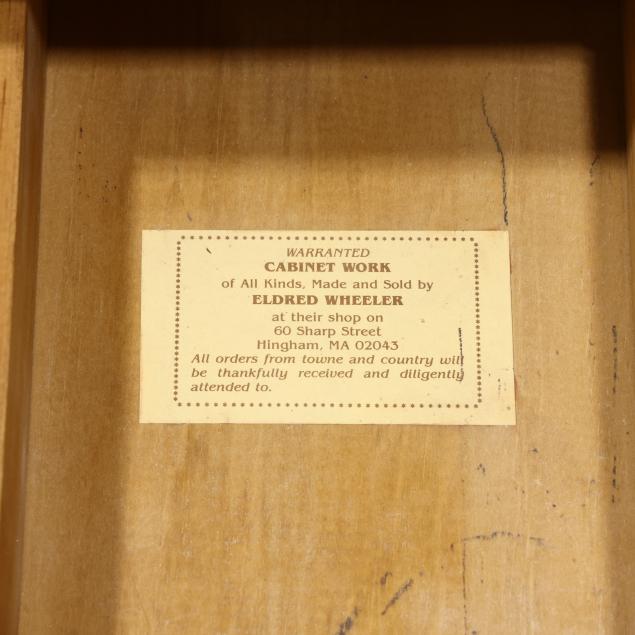 WARRANTED
CABINET WORK
of All Kinds, Made and Sold by
ELDRED WHEELER
at their shop on
60 Sharp Street
Hingham, MA 02043
All orders from towne and country will
be thankfully received and diligently
attended to.